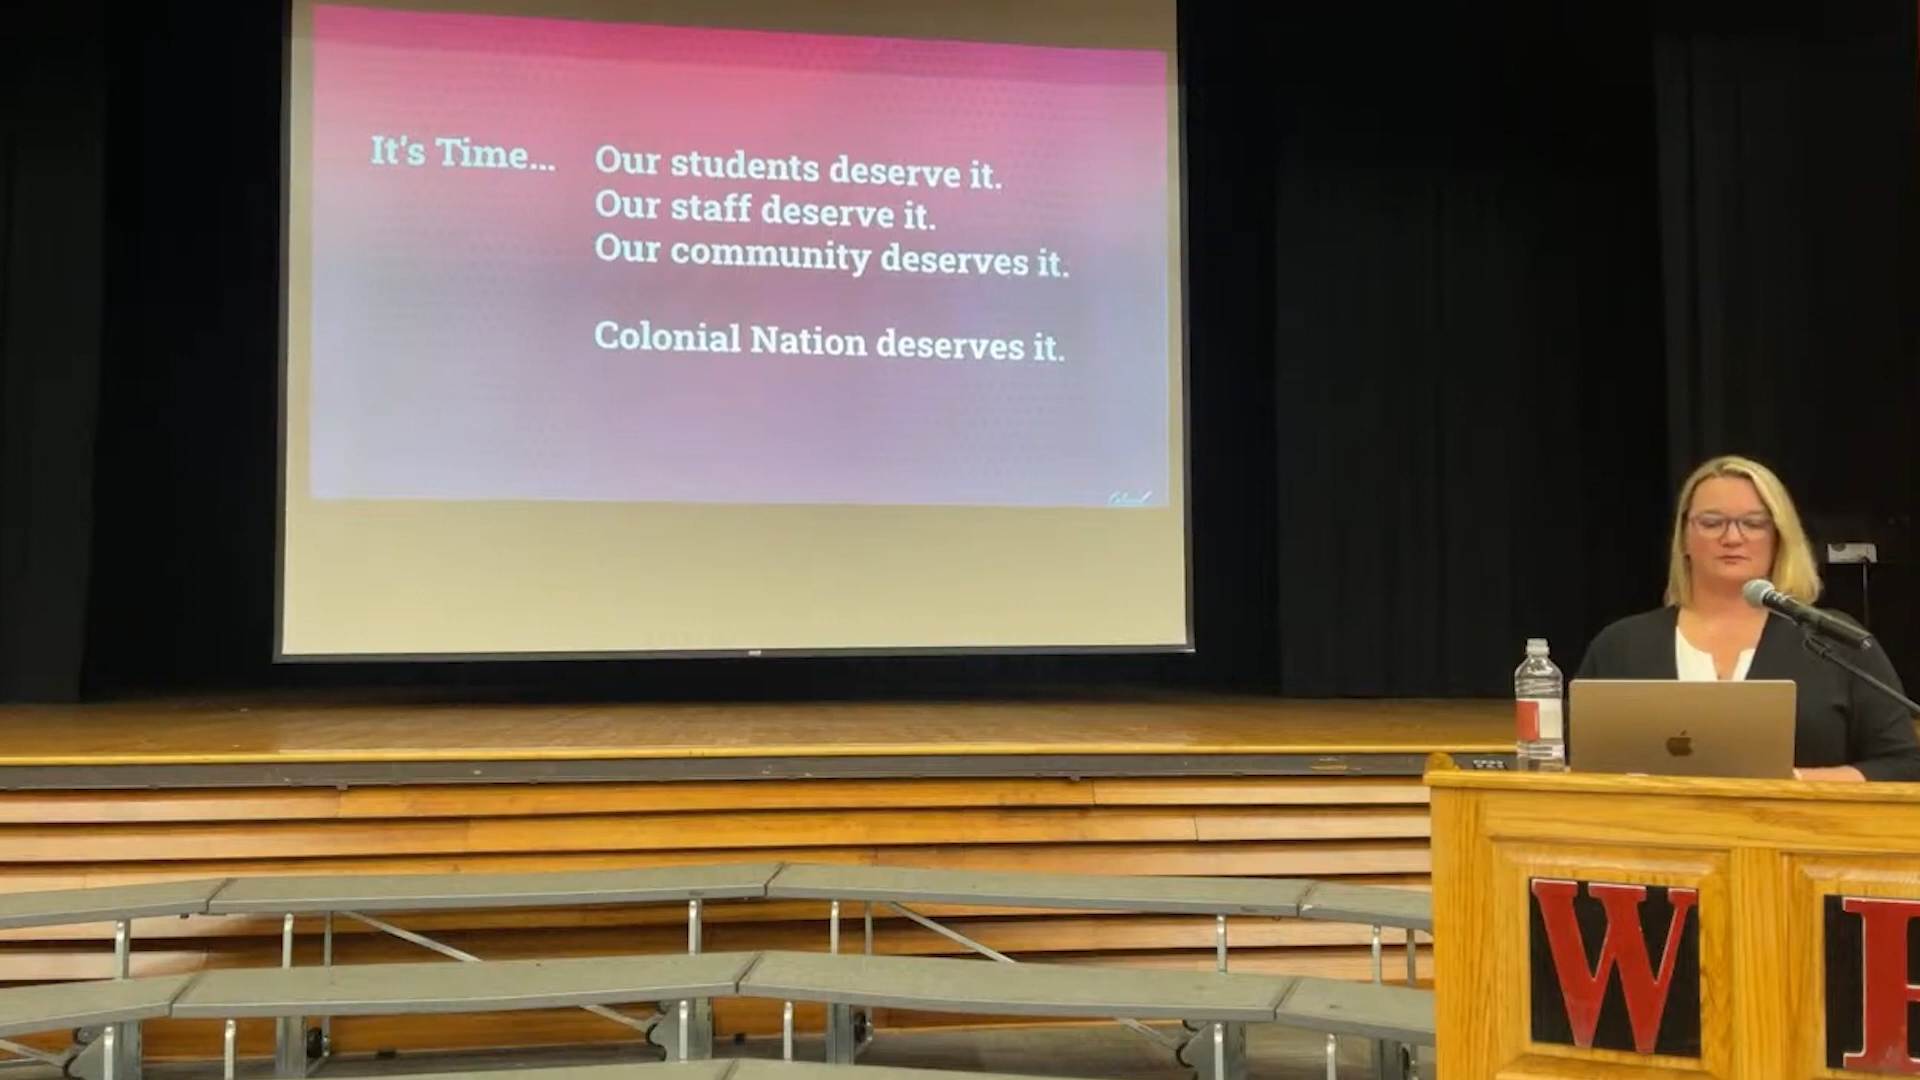 It's Time...
Our students deserve it.
Our staff deserve it.
Our community deserves it.
Colonial Nation deserves it.
W